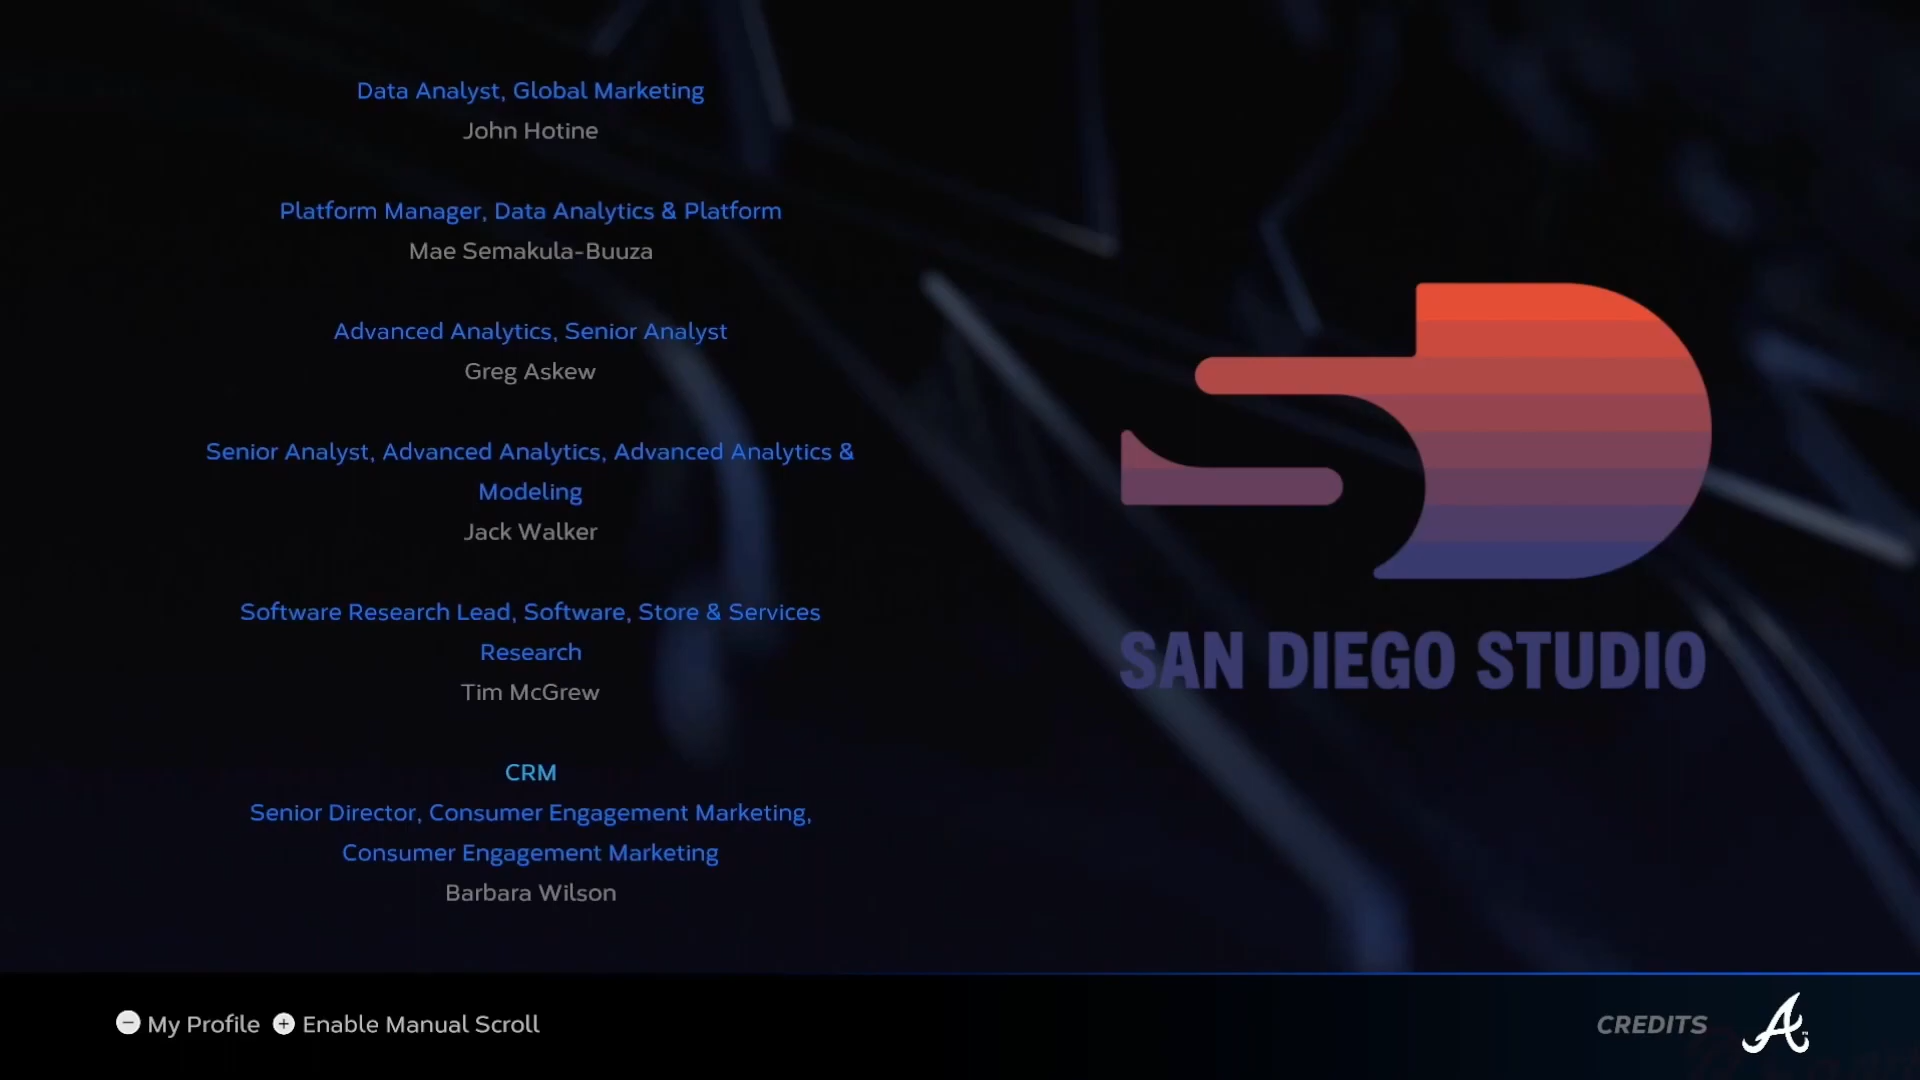 Data Analyst, Global Marketing
John Hotine
Platform Manager, Data Analytics & Platform
Mae Semakula-Buuza
Advanced Analytics, Senior Analyst
Greg Askew
Senior Analyst, Advanced Analytics, Advanced Analytics &
Modeling
Jack Walker
Software Research Lead, Software, Store & Services
Research
Tim McGrew
CRM
Senior Director, Consumer Engagement Marketing,
Consumer Engagement Marketing
Barbara Wilson
SD
SAN DIEGO STUDIO
My Profile
Enable Manual Scroll
CREDITS
A